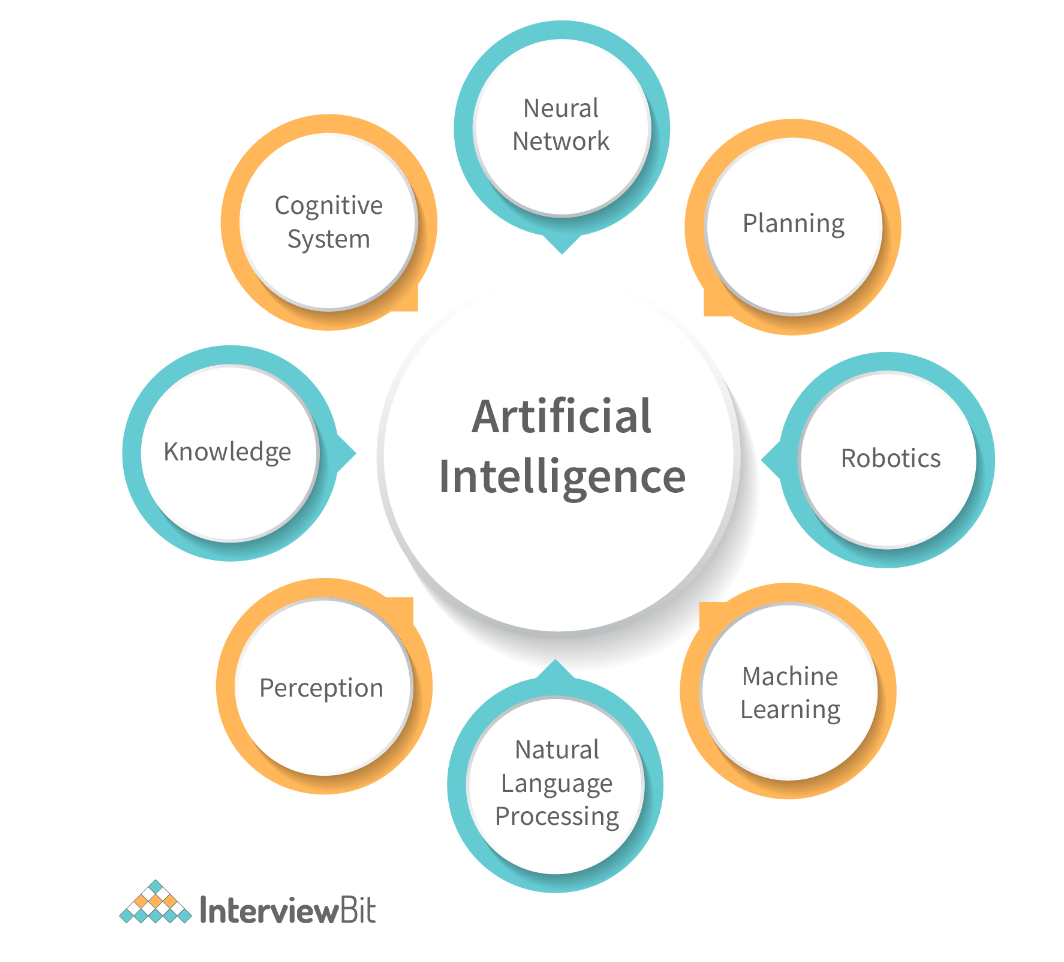 Neural
Network
Cognitive
System
Planning
Artificial
Intelligence
Knowledge
Robotics
Perception
Machine
Learning
Natural
Language
Processing
InterviewBit